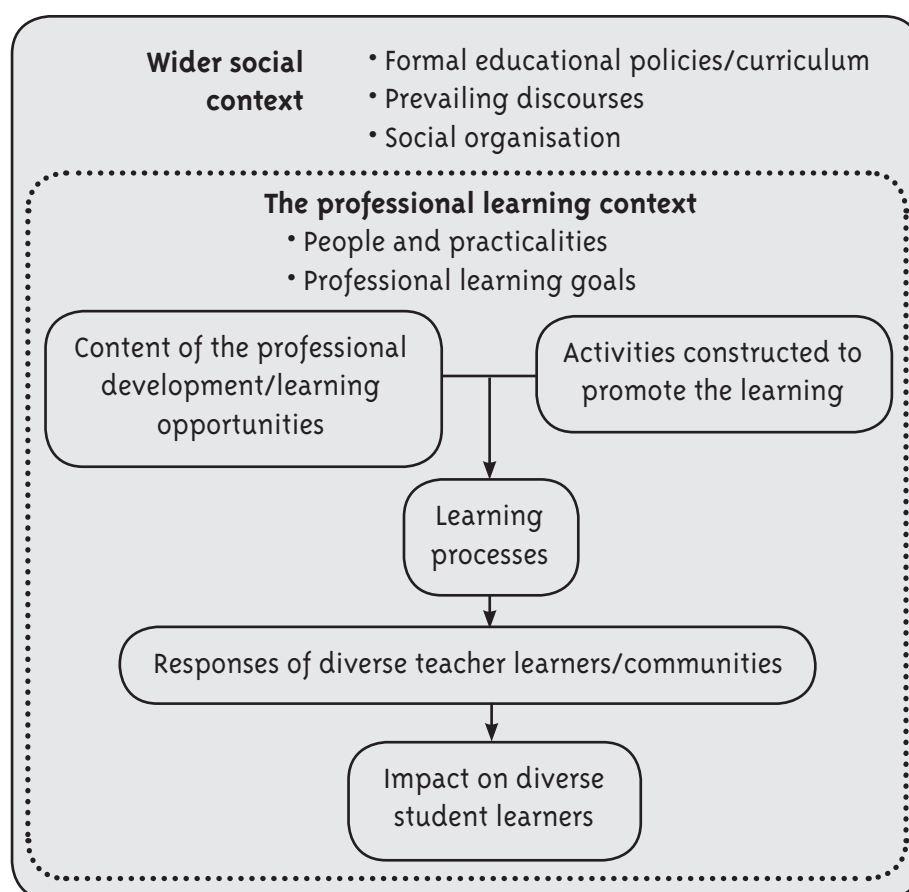 Wider social
context
• Formal educational policies/curriculum
• Prevailing discourses
• Social organisation
The professional learning context
• People and practicalities
• Professional learning goals
Content of the professional
development/learning
opportunities
Activities constructed to
promote the learning
Learning
processes
Responses of diverse teacher learners/communities
Impact on diverse
student learners